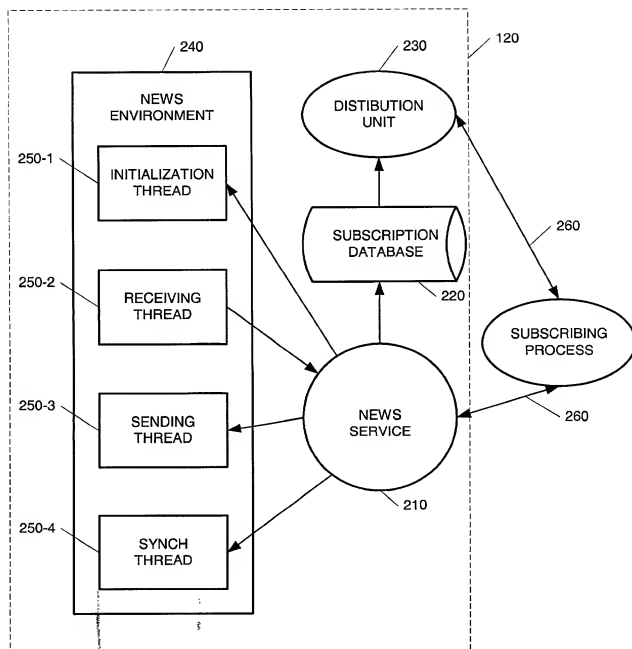 240
230
120
NEWS
ENVIRONMENT
DISTIBUTION
UNIT
250-1
INITIALIZATION
THREAD
SUBSCRIPTION
DATABASE
260
250-2
RECEIVING
THREAD
220
SUBSCRIBING
PROCESS
250-3
SENDING
THREAD
NEWS
SERVICE
260
210
250-4
SYNCH
THREAD